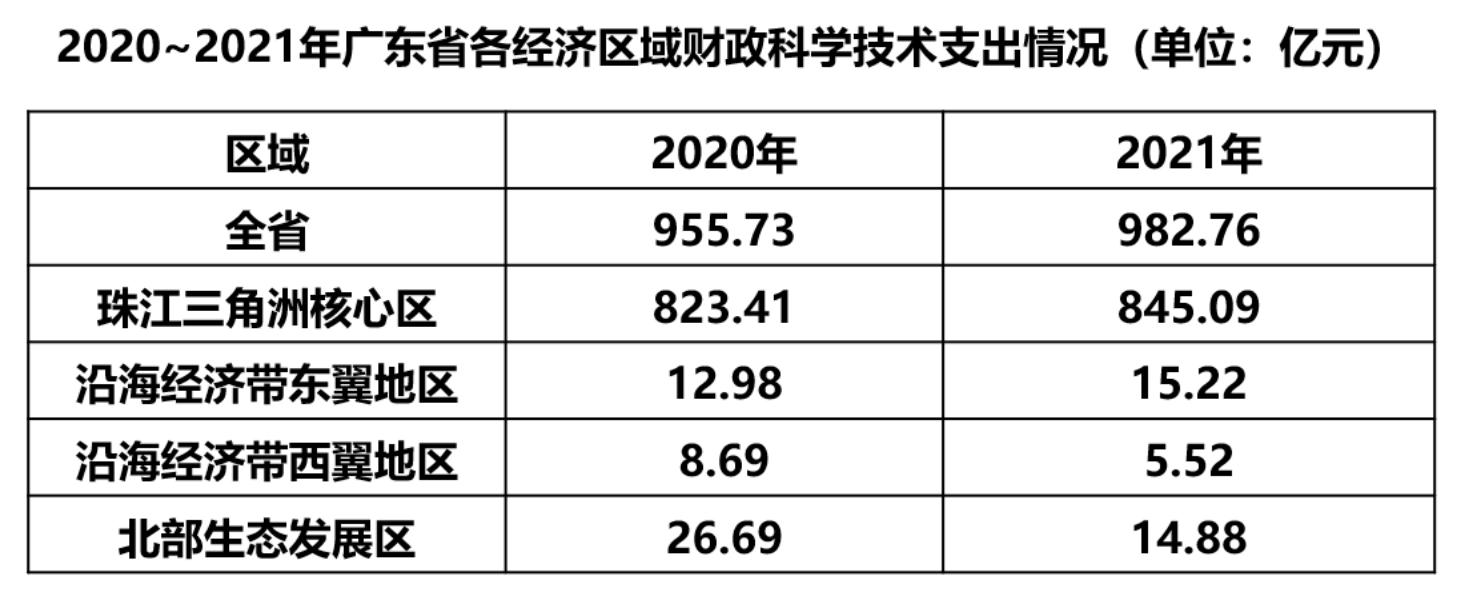 2020~2021年广东省各经济区域财政科学技术支出情况（单位：亿元）
区域 2020年 2021年
全省 955.73 982.76
珠江三角洲核心区 823.41 845.09
沿海经济带东翼地区 12.98 15.22
沿海经济带西翼地区 8.69 5.52
北部生态发展区 26.69 14.88